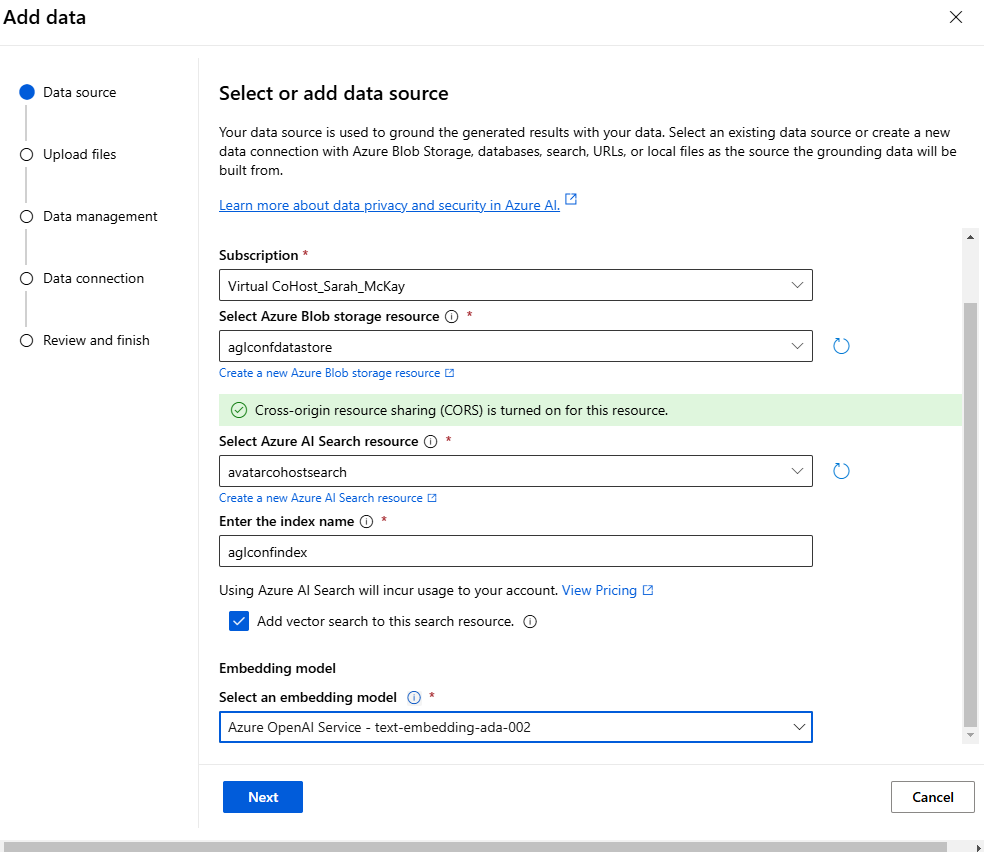 Add data
Data source
Upload files
Data management
Data connection
Review and finish
Select or add data source
Your data source is used to ground the generated results with your data. Select an existing data source or create a new
data connection with Azure Blob Storage, databases, search, URLs, or local files as the source the grounding data will be
built from.
Learn more about data privacy and security in Azure AI.
Subscription *
Virtual CoHost_Sarah_McKay
Select Azure Blob storage resource *
aglconfdatastore
Create a new Azure Blob storage resource
Cross-origin resource sharing (CORS) is turned on for this resource.
Select Azure AI Search resource *
avatarcohostsearch
Create a new Azure AI Search resource
Enter the index name *
aglconfindex
Using Azure AI Search will incur usage to your account. View Pricing
Add vector search to this search resource.
Embedding model
Select an embedding model *
Azure OpenAI Service - text-embedding-ada-002
Next
Cancel